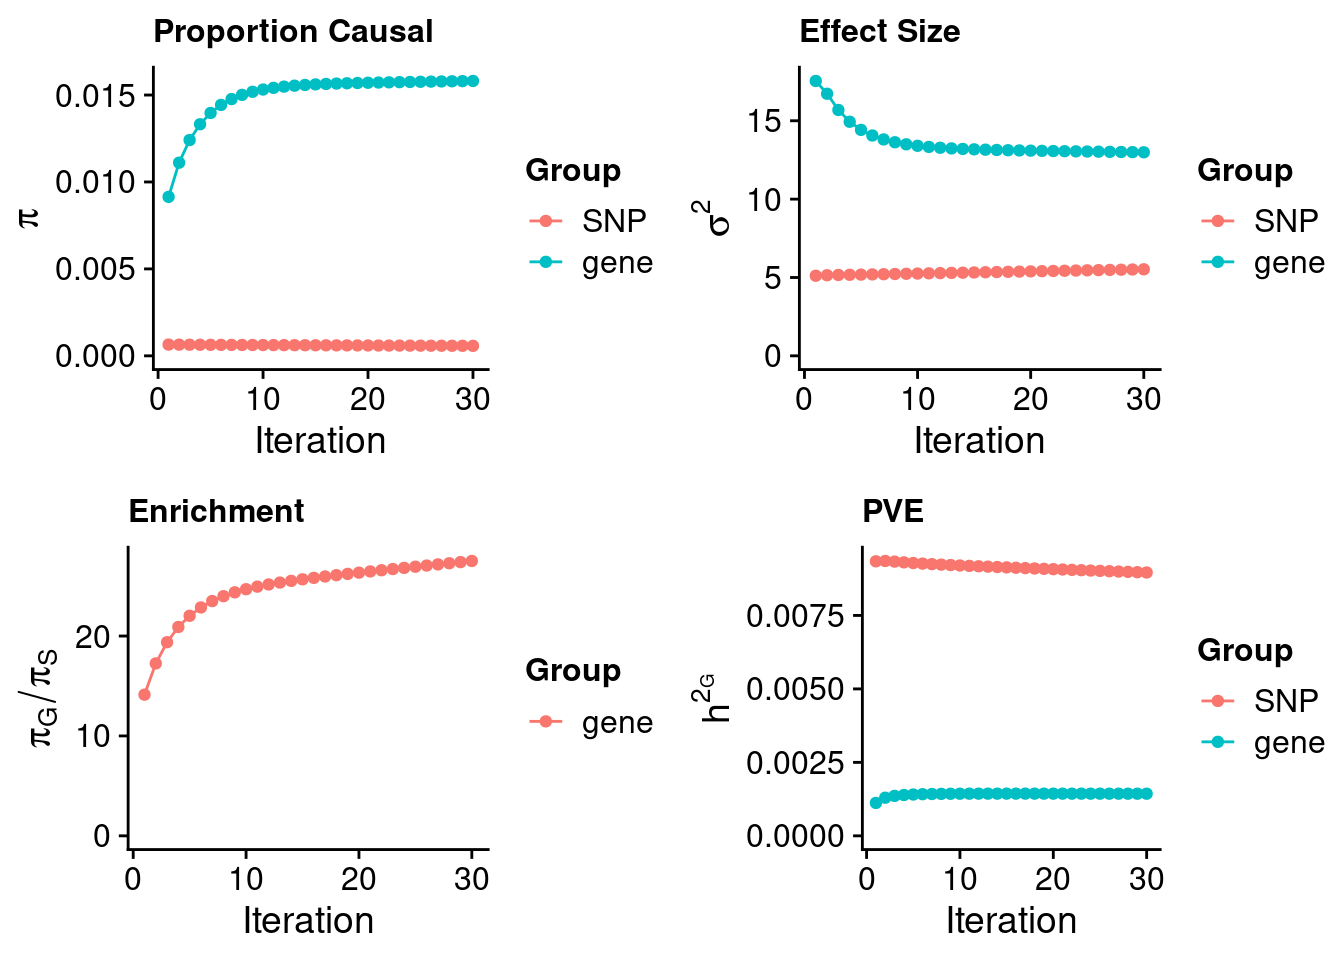 Proportion Causal
0.015
0.010
0.005
0.000
π
0 10 20 30
Iteration
Group
SNP
gene
Effect Size
15
10
5
0
σ²
0 10 20 30
Iteration
Group
SNP
gene
Enrichment
20
10
0
πG/πS
0 10 20 30
Iteration
Group
gene
PVE
0.0075
0.0050
0.0025
0.0000
h²G
0 10 20 30
Iteration
Group
SNP
gene